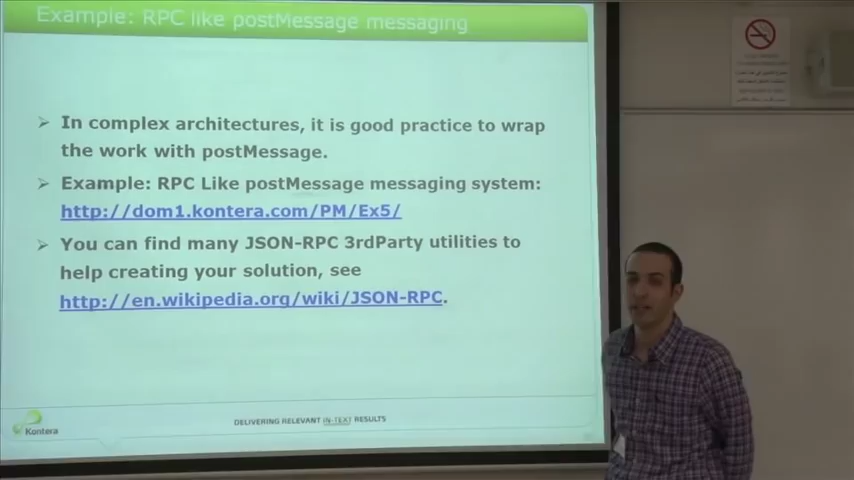 Example: RPC like postMessage messaging
In complex architectures, it is good practice to wrap
the work with postMessage.
Example: RPC Like postMessage messaging system:
http://dom1.kontera.com/PM/Ex5/
You can find many JSON-RPC 3rdParty utilities to
help creating your solution, see
http://en.wikipedia.org/wiki/JSON-RPC.
Kontera
DELIVERING RELEVANT IN-TEXT RESULTS